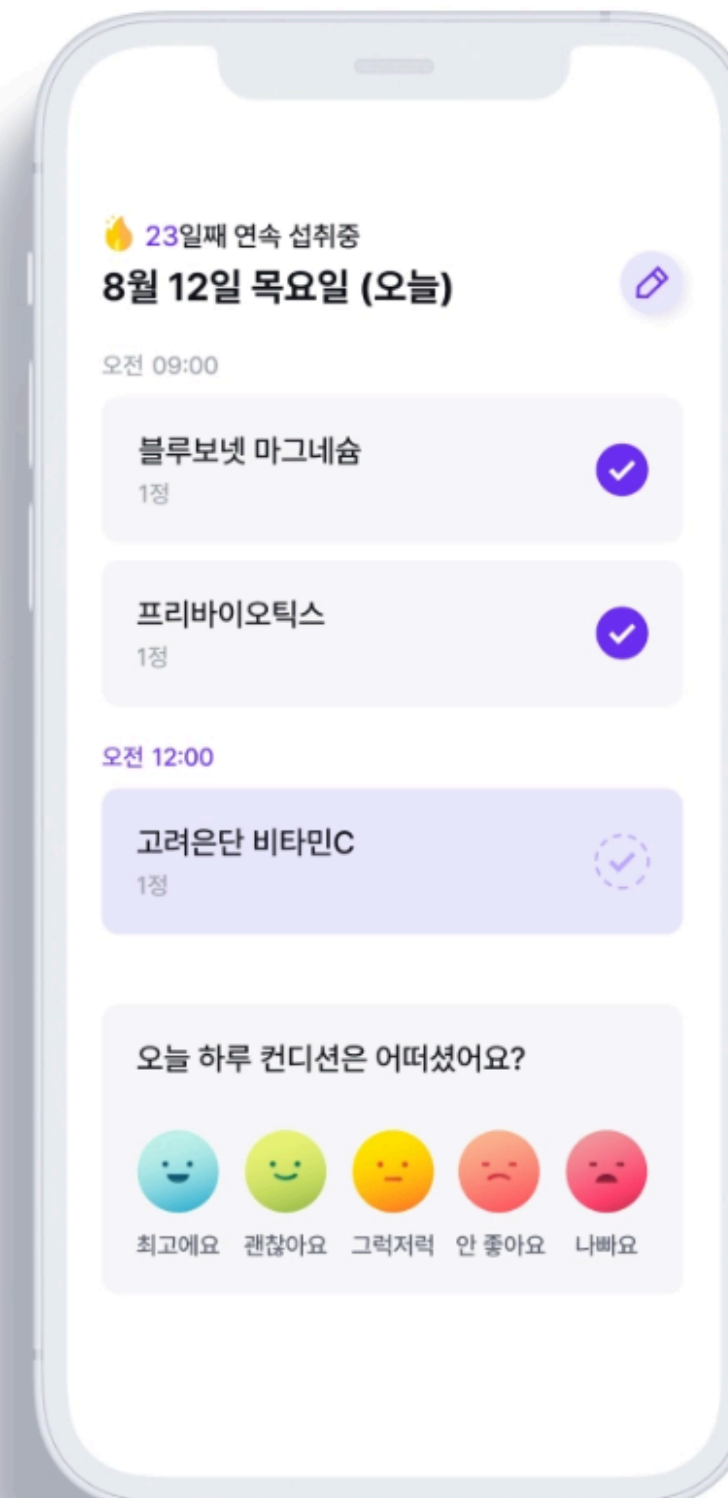 23일째 연속 섭취중
8월 12일 목요일 (오늘)
오전 09:00
블루보넷 마그네슘
1정
프리바이오틱스
1정
오전 12:00
고려은단 비타민C
1정
오늘 하루 컨디션은 어떠셨어요?
최고에요 괜찮아요 그럭저럭 안 좋아요 나빠요